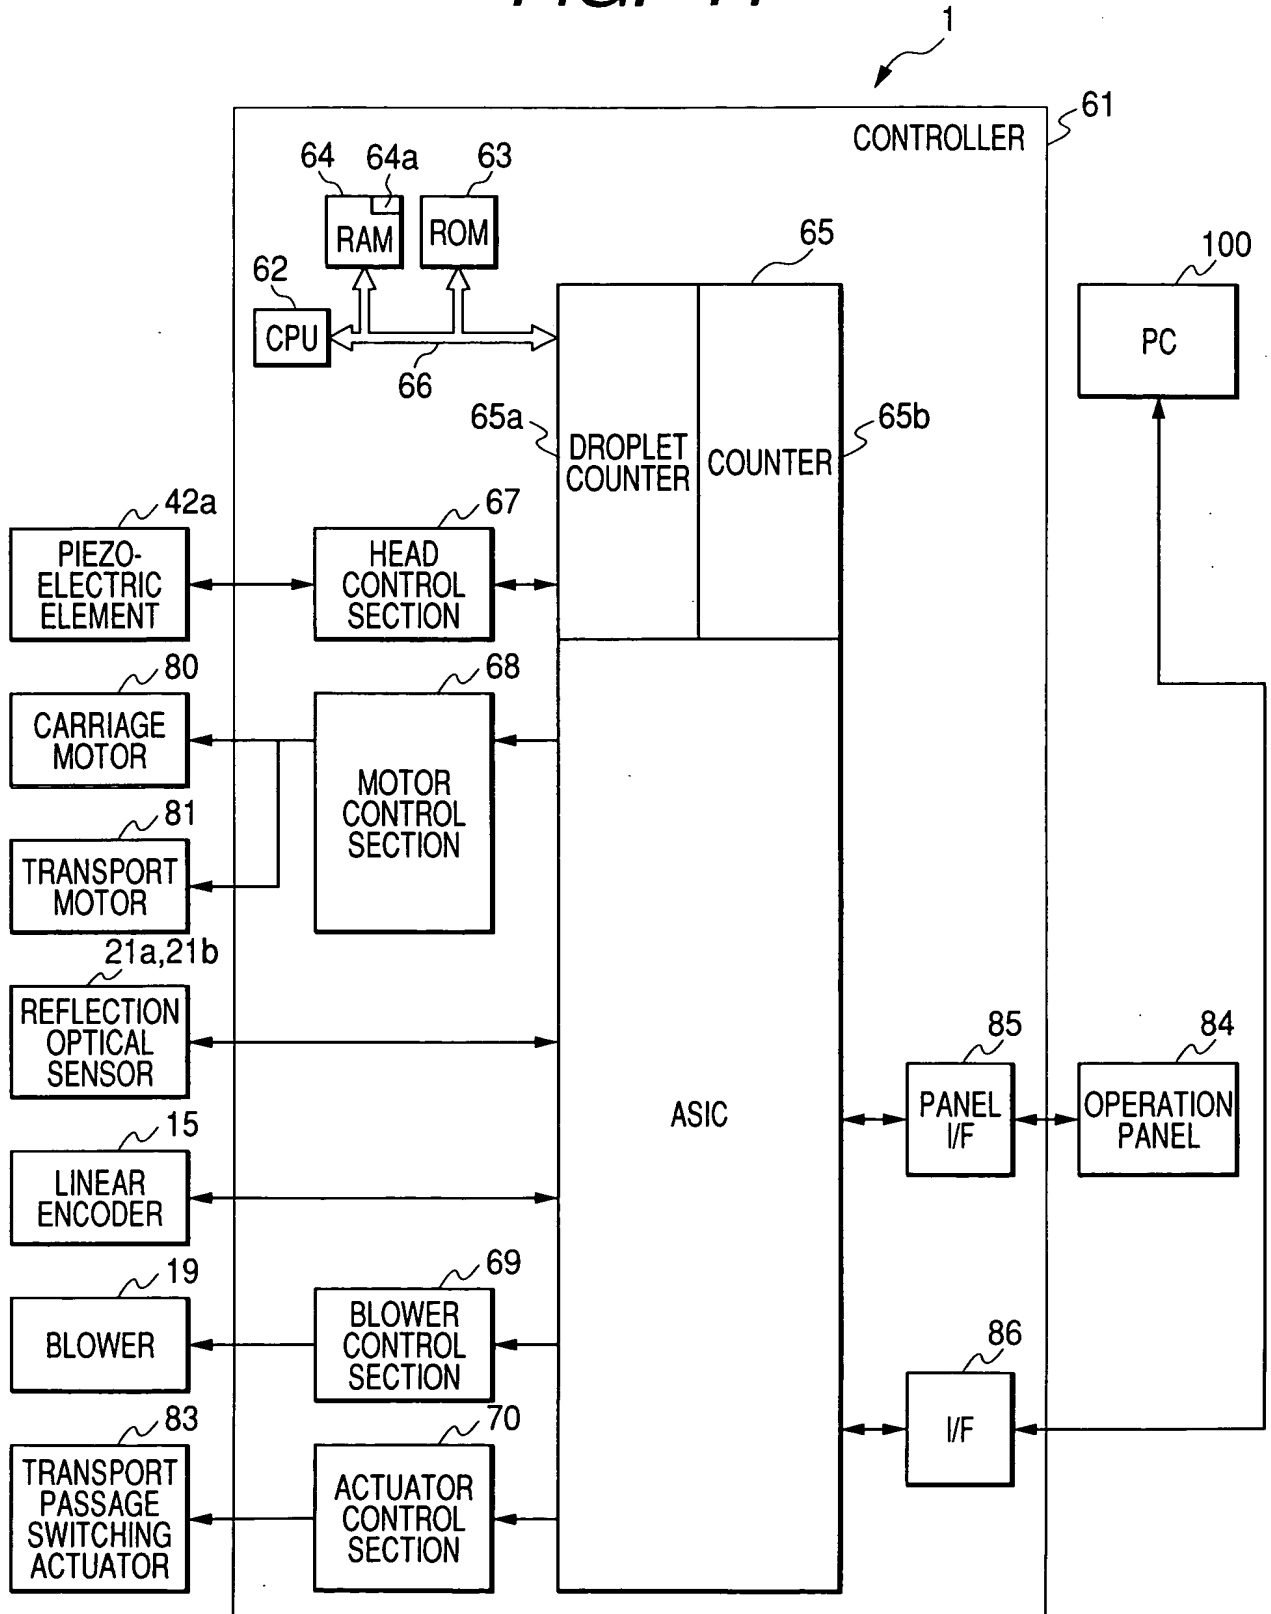 1
61
CONTROLLER
64
64a
63
RAM
ROM
65
62
100
CPU
PC
66
65a
65b
DROPLET
COUNTER
COUNTER
42a
67
PIEZO-
ELECTRIC
ELEMENT
HEAD
CONTROL
SECTION
80
68
CARRIAGE
MOTOR
MOTOR
CONTROL
SECTION
81
TRANSPORT
MOTOR
21a,21b
REFLECTION
OPTICAL
SENSOR
85
84
ASIC
PANEL
I/F
OPERATION
PANEL
15
LINEAR
ENCODER
19
69
BLOWER
BLOWER
CONTROL
SECTION
86
I/F
83
70
TRANSPORT
PASSAGE
SWITCHING
ACTUATOR
ACTUATOR
CONTROL
SECTION